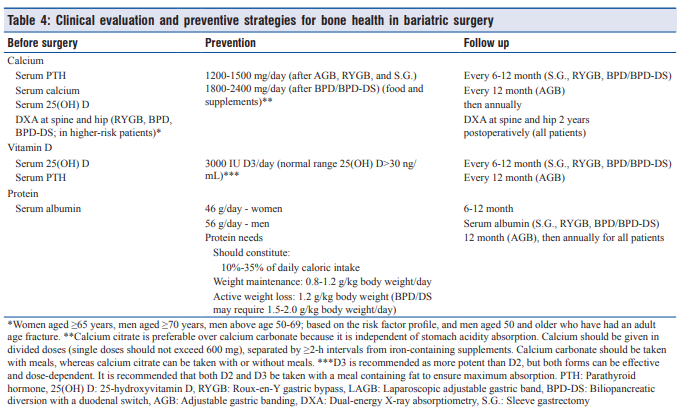 Table 4: Clinical evaluation and preventive strategies for bone health in bariatric surgery
Before surgery Prevention Follow up
Calcium
Serum PTH 1200-1500 mg/day (after AGB, RYGB, and S.G.) Every 6-12 month (S.G., RYGB, BPD/BPD-DS)
Serum calcium 1800-2400 mg/day (after BPD/BPD-DS) (food and Every 12 month (AGB)
Serum 25(OH) D supplements)** then annually
DXA at spine and hip (RYGB, BPD, DXA at spine and hip 2 years
BPD-DS; in higher-risk patients)* postoperatively (all patients)
Vitamin D
Serum 25(OH) D 3000 IU D3/day (normal range 25(OH) D>30 ng/ Every 6-12 month (S.G., RYGB, BPD/BPD-DS)
Serum PTH mL)*** Every 12 month (AGB)
Protein
Serum albumin 46 g/day - women 6-12 month
56 g/day - men Serum albumin (S.G., RYGB, BPD/BPD-DS)
Protein needs 12 month (AGB), then annually for all patients
Should constitute:
10%-35% of daily caloric intake
Weight maintenance: 0.8-1.2 g/kg body weight/day
Active weight loss: 1.2 g/kg body weight (BPD/DS
may require 1.5-2.0 g/kg body weight/day)
*Women aged ≥65 years, men aged ≥70 years, men above age 50-69; based on the risk factor profile, and men aged 50 and older who have had an adult
age fracture. **Calcium citrate is preferable over calcium carbonate because it is independent of stomach acidity absorption. Calcium should be given in
divided doses (single doses should not exceed 600 mg), separated by ≥2-h intervals from iron-containing supplements. Calcium carbonate should be taken
with meals, whereas calcium citrate can be taken with or without meals. ***D3 is recommended as more potent than D2, but both forms can be effective
and dose-dependent. It is recommended that both D2 and D3 be taken with a meal containing fat to ensure maximum absorption. PTH: Parathyroid
hormone, 25(OH) D: 25-hydroxyvitamin D, RYGB: Roux-en-Y gastric bypass, LAGB: Laparoscopic adjustable gastric band, BPD-DS: Biliopancreatic
diversion with a duodenal switch, AGB: Adjustable gastric banding, DXA: Dual-energy X-ray absorptiometry, S.G.: Sleeve gastrectomy